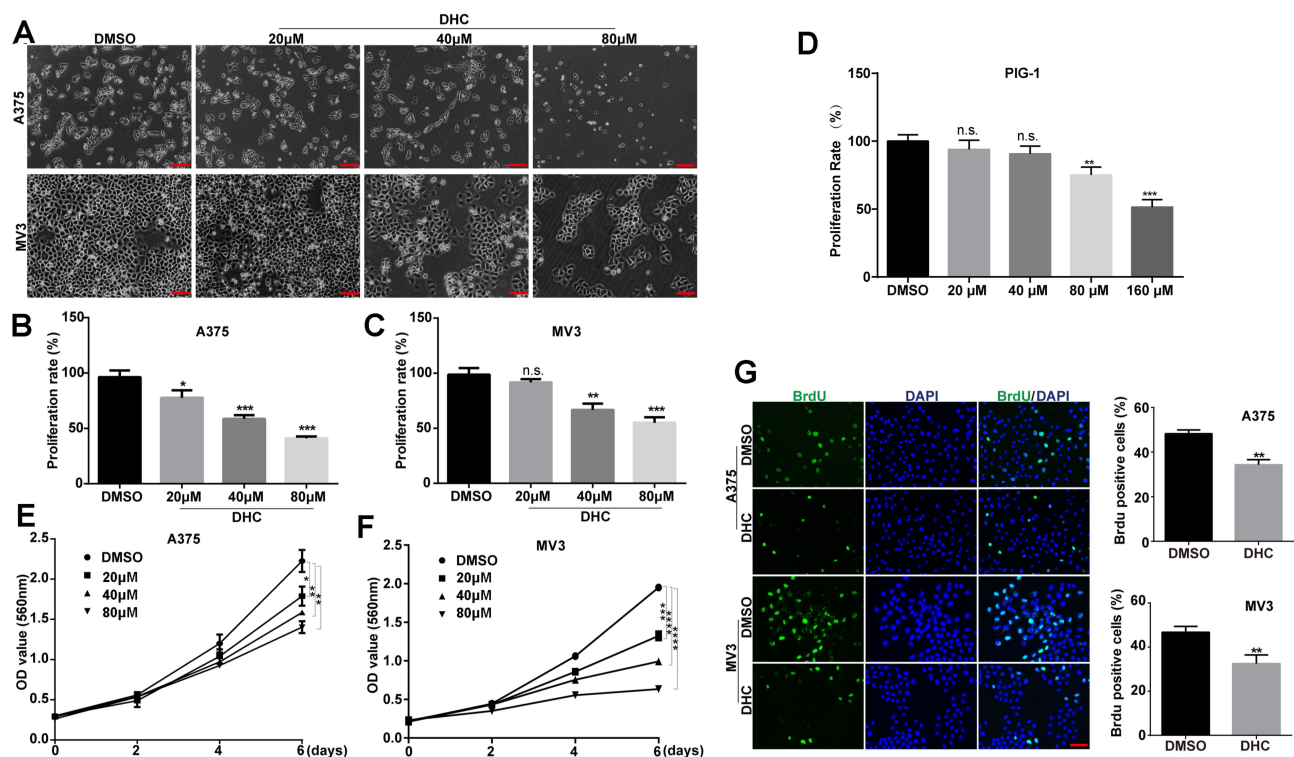 A
DHC
DMSO 20μM 40μM 80μM
A375
MV3
B
A375
Proliferation rate (%)
150
100
50
0
*
***
***
DMSO 20μM 40μM 80μM
DHC
C
MV3
Proliferation rate (%)
150
100
50
0
n.s.
**
***
DMSO 20μM 40μM 80μM
DHC
D
PIG-1
Proliferation Rate (%)
150
100
50
0
n.s.
n.s.
**
***
DMSO 20 μM 40 μM 80 μM 160 μM
E
A375
OD value (560nm)
2.5
2.0
1.5
1.0
0.5
0.0
DMSO
20μM
40μM
80μM
*
**
**
0 2 4 6 (days)
F
MV3
OD value (560nm)
2.5
2.0
1.5
1.0
0.5
0.0
DMSO
20μM
40μM
80μM
***
****
****
0 2 4 6 (days)
G
BrdU DAPI BrdU/DAPI
A375
DMSO
DHC
MV3
DMSO
DHC
A375
Brdu positive cells (%)
60
40
20
0
**
DMSO DHC
MV3
Brdu positive cells (%)
60
40
20
0
**
DMSO DHC